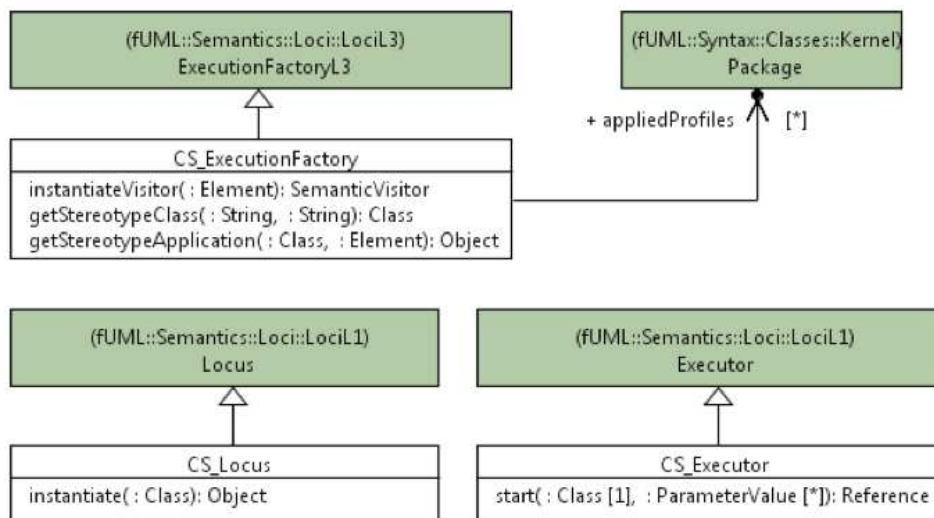 (fUML::Semantics::Loci::LociL3)
ExecutionFactoryL3
(fUML::Syntax::Classes::Kernel)
Package
+ appliedProfiles [*]
CS_ExecutionFactory
instantiateVisitor( : Element): SemanticVisitor
getStereotypeClass( : String, : String): Class
getStereotypeApplication( : Class, : Element): Object
(fUML::Semantics::Loci::LociL1)
Locus
(fUML::Semantics::Loci::LociL1)
Executor
CS_Locus
instantiate( : Class): Object
CS_Executor
start( : Class [1], : ParameterValue [*]): Reference